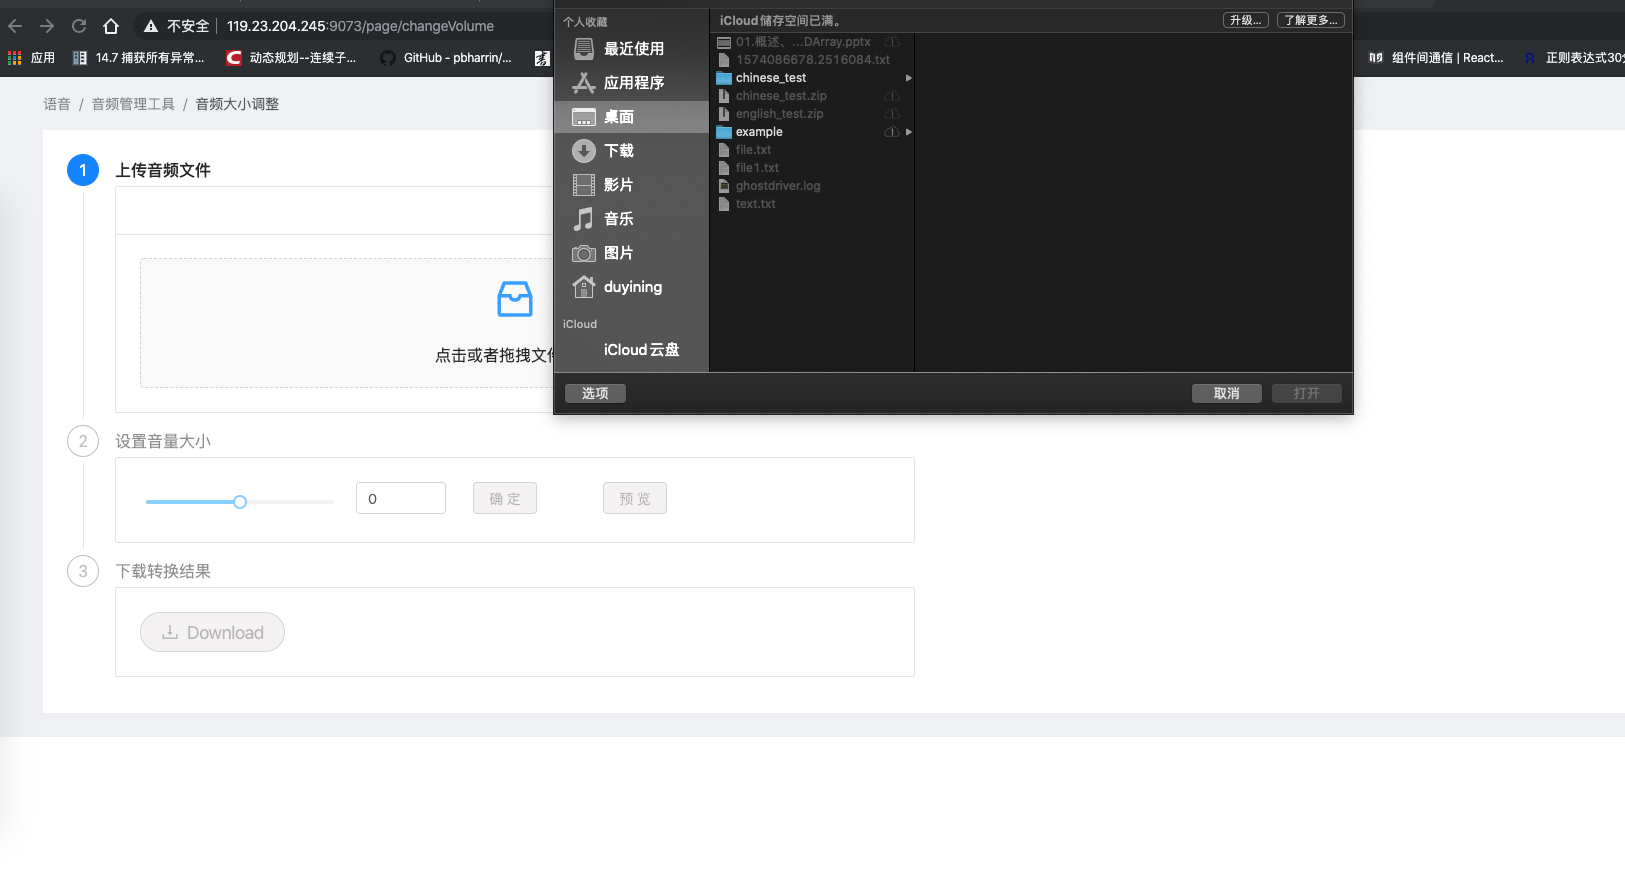 不安全 119.23.204.245:9073/page/changeVolume
应用 14.7 捕获所有异常... 动态规划--连续子... GitHub - pbharrin/... 组件间通信 | React... 正则表达式30分
语音 / 音频管理工具 / 音频大小调整
1 上传音频文件
点击或者拖拽文件
2 设置音量大小
0 确 定 预 览
3 下载转换结果
Download
个人收藏
最近使用
应用程序
桌面
下载
影片
音乐
图片
duyining
iCloud
iCloud 云盘
iCloud 储存空间已满。 升级... 了解更多...
01.概述、...DArray.pptx
1574086678.2516084.txt
chinese_test
chinese_test.zip
english_test.zip
example
file.txt
file1.txt
ghostdriver.log
text.txt
选项 取消 打开